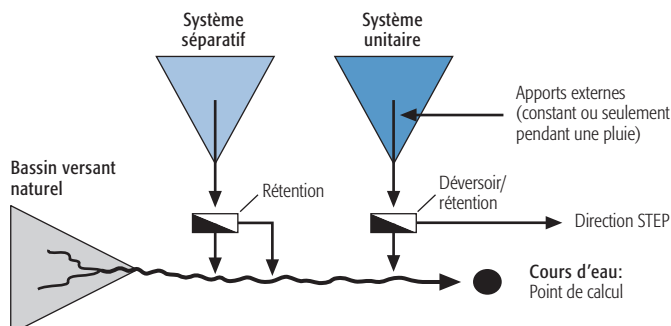 Système
séparatif
Système
unitaire
Apports externes
(constant ou seulement
pendant une pluie)
Bassin versant
naturel
Rétention
Déversoir/
rétention
Direction STEP
Cours d’eau:
Point de calcul